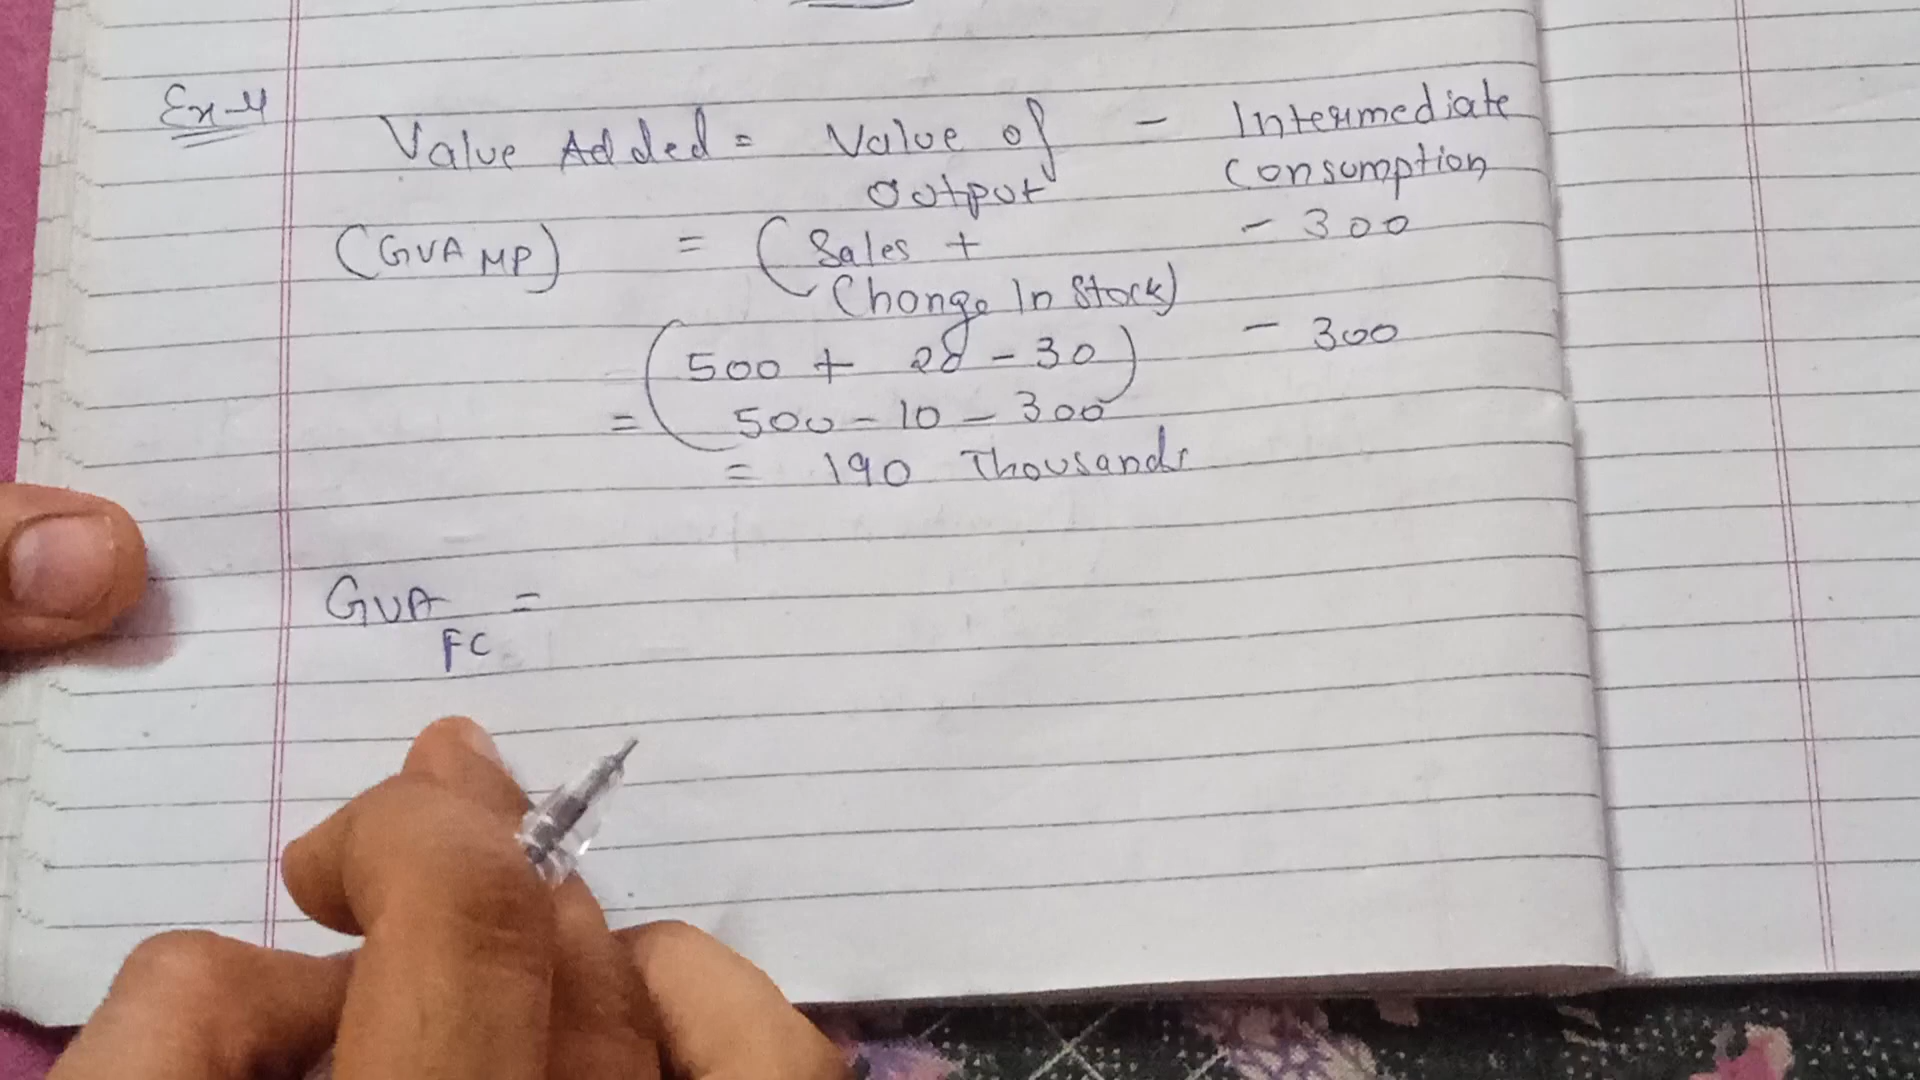 Ex-4
Value Added = Value of Output - Intermediate Consumption
(GVA MP) = (Sales + Change In Stock) - 300
(500 + 20 - 30) - 300
= 500 - 10 - 300
= 190 Thousands
GVA FC =